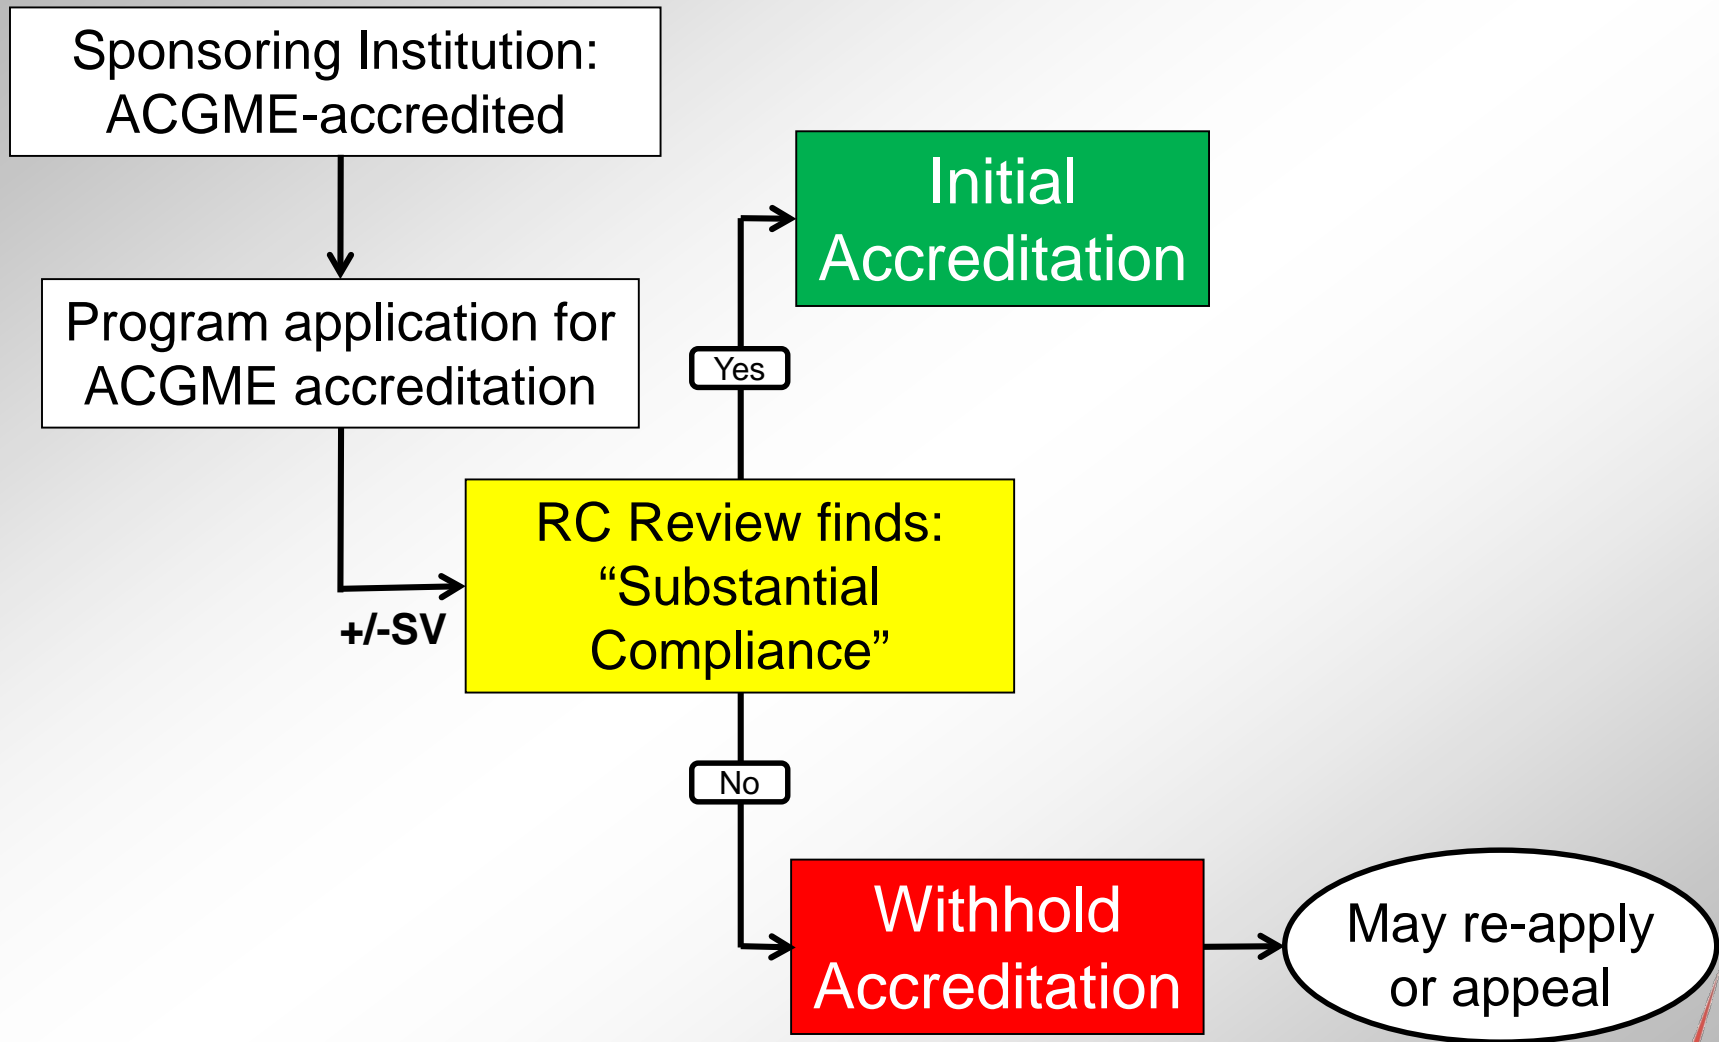 Sponsoring Institution:
ACGME-accredited
Program application for
ACGME accreditation
+/-SV
RC Review finds:
“Substantial
Compliance”
Yes
Initial
Accreditation
No
Withhold
Accreditation
May re-apply
or appeal